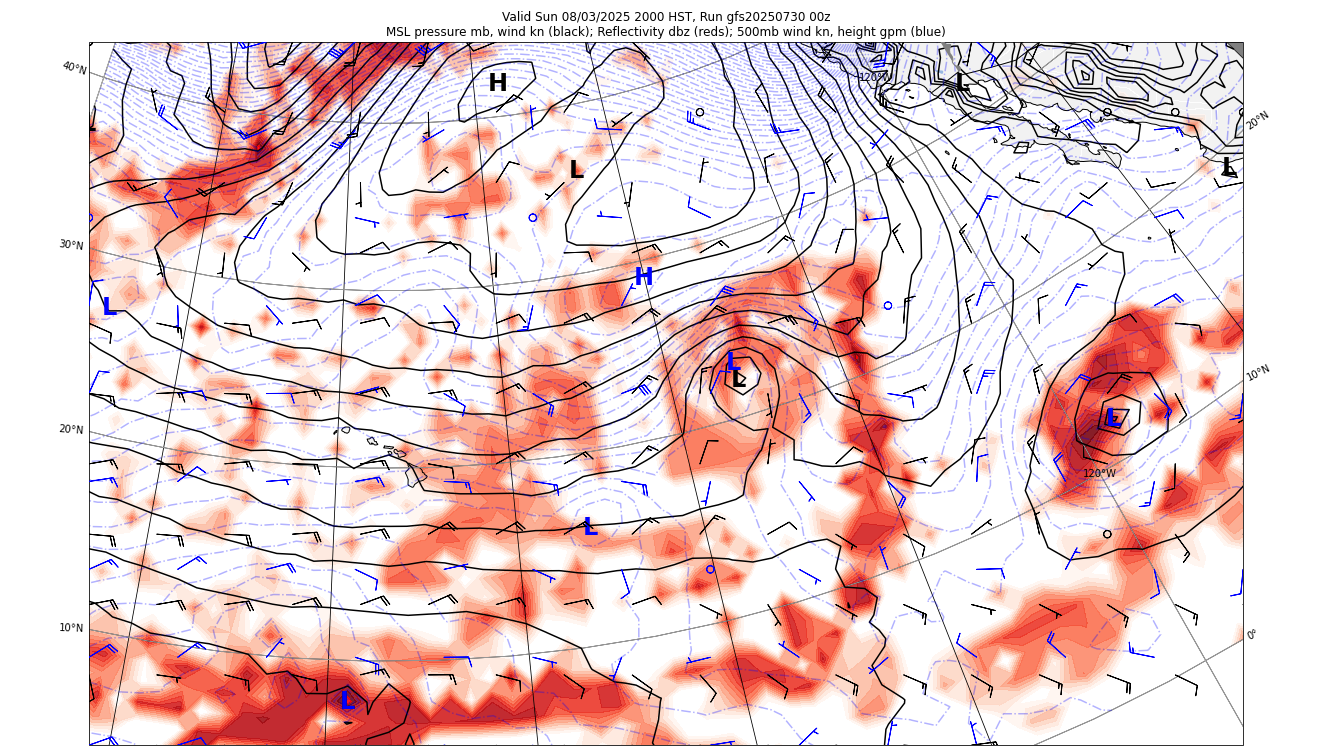 Valid Sun 08/03/2025 2000 HST, Run gfs20250730 00z
MSL pressure mb, wind kn (black); Reflectivity dbz (reds); 500mb wind kn, height gpm (blue)
40°N
H
120°W
L
20°N
L
L
L
30°N
H
L
L
L
10°N
20°N
L
120°W
L
10°N
0°
L